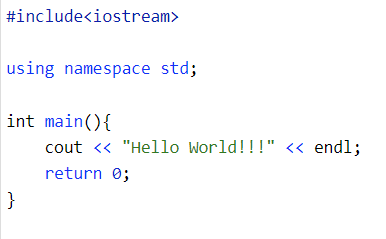 #include<iostream>

using namespace std;

int main(){
    cout << "Hello World!!!" << endl;
    return 0;
}